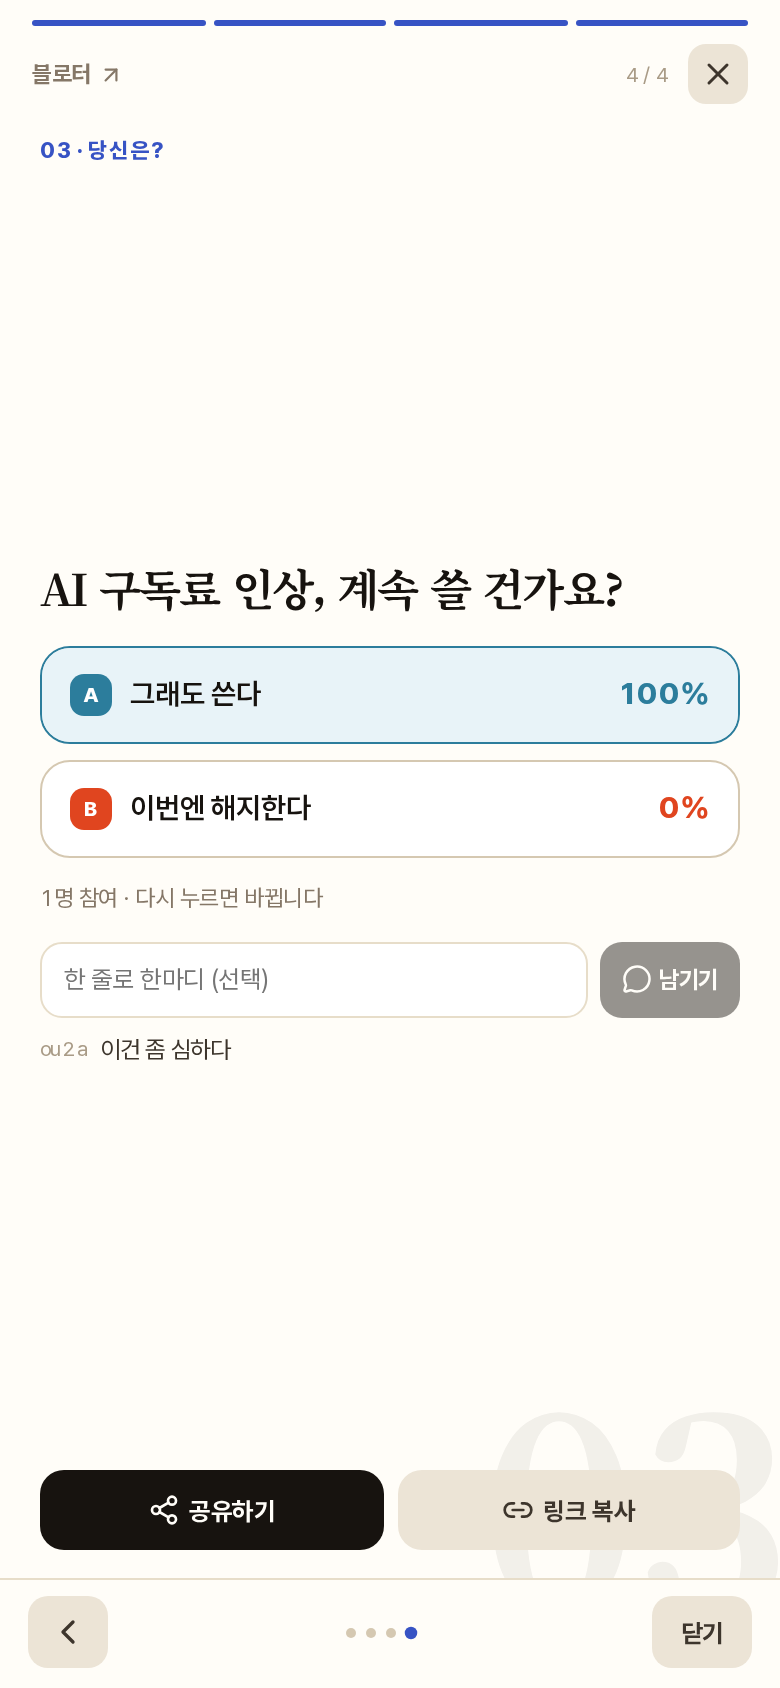 블로터
4 / 4
03 · 당신은?
AI 구독료 인상, 계속 쓸 건가요?
A 그래도 쓴다 100%
B 이번엔 해지한다 0%
1명 참여 · 다시 누르면 바뀝니다
한 줄로 한마디 (선택) 남기기
ou2a 이건 좀 심하다
03
공유하기 링크 복사
닫기